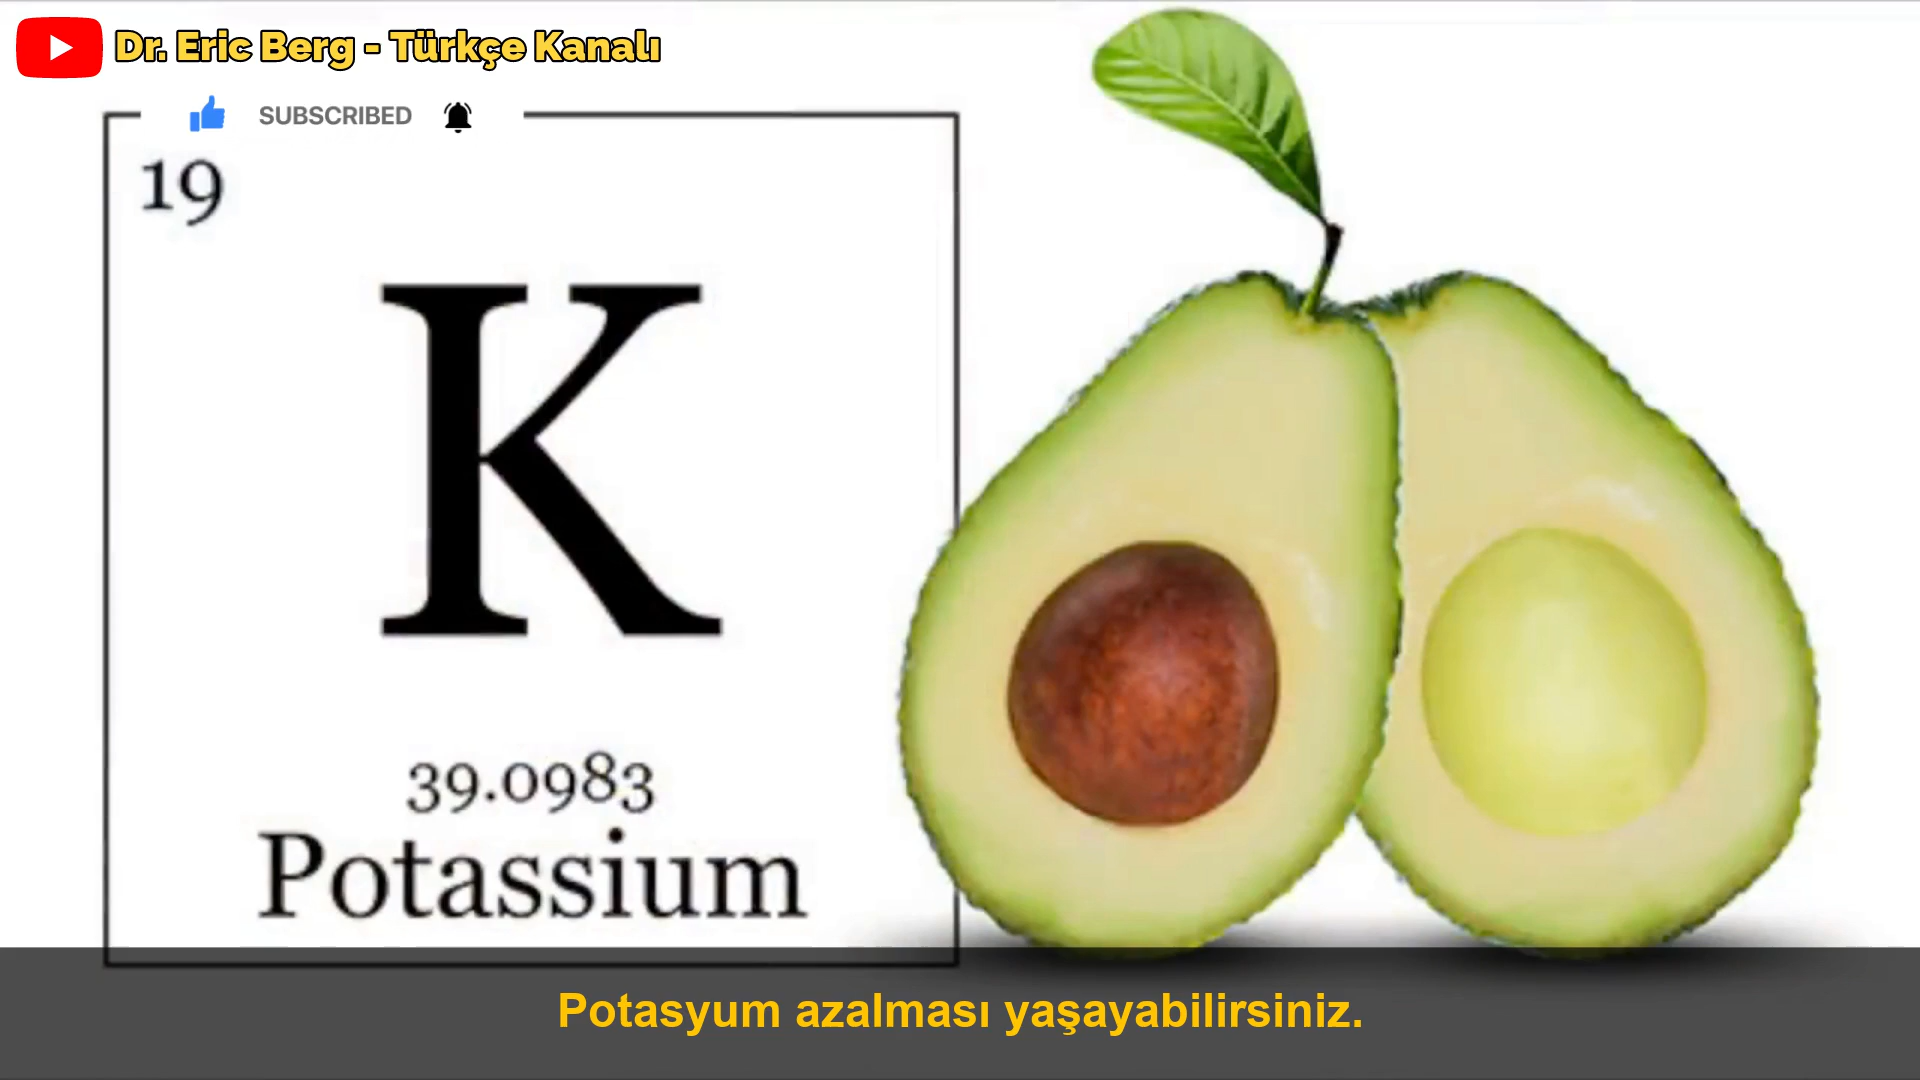 Dr. Eric Berg - Türkçe Kanalı
SUBSCRIBED
19
K
39.0983
Potassium
Potasyum azalması yaşayabilirsiniz.